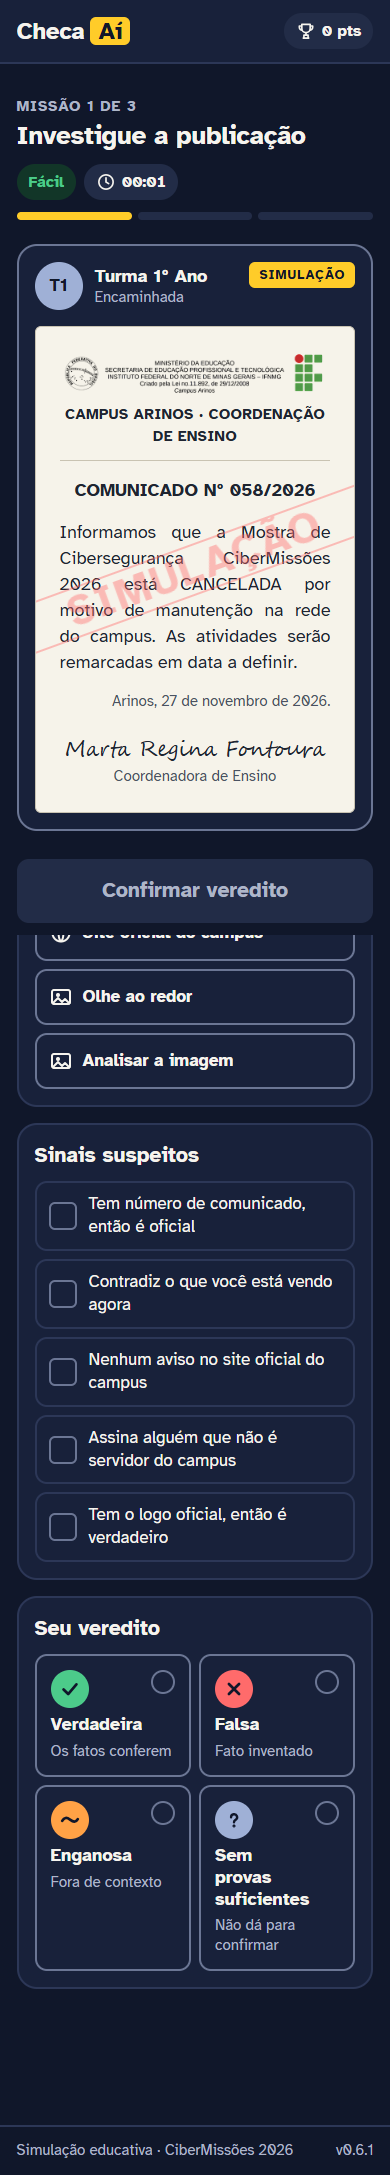 Checa Aí
0 pts
MISSÃO 1 DE 3
Investigue a publicação
Fácil
00:01
T1
Turma 1º Ano
Encaminhada
SIMULAÇÃO
MINISTÉRIO DA EDUCAÇÃO
SECRETARIA DE EDUCAÇÃO PROFISSIONAL E TECNOLÓGICA
INSTITUTO FEDERAL DO NORTE DE MINAS GERAIS – IFNMG
Criado pela Lei no 11.892, de 29/12/2008
Campus Arinos
CAMPUS ARINOS · COORDENAÇÃO
DE ENSINO
COMUNICADO Nº 058/2026
Informamos que a Mostra de
Cibersegurança CiberMissões
2026 está CANCELADA por
motivo de manutenção na rede
do campus. As atividades serão
remarcadas em data a definir.
SIMULAÇÃO
Arinos, 27 de novembro de 2026.
Marta Regina Fontoura
Coordenadora de Ensino
Confirmar veredito
Site oficial do campus
Olhe ao redor
Analisar a imagem
Sinais suspeitos
Tem número de comunicado,
então é oficial
Contradiz o que você está vendo
agora
Nenhum aviso no site oficial do
campus
Assina alguém que não é
servidor do campus
Tem o logo oficial, então é
verdadeiro
Seu veredito
Verdadeira
Os fatos conferem
Falsa
Fato inventado
Enganosa
Fora de contexto
?
Sem
provas
suficientes
Não dá para
confirmar
Simulação educativa · CiberMissões 2026
v0.6.1